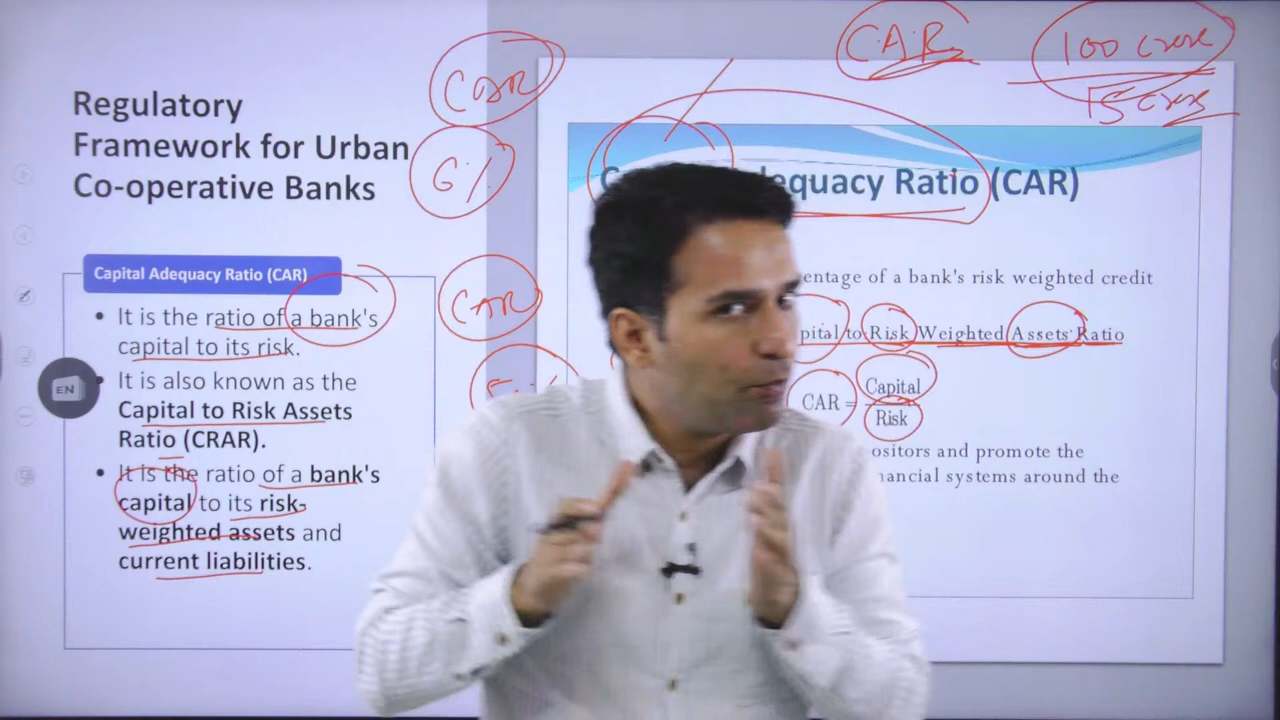 Regulatory
Framework for Urban
Co-operative Banks
Capital Adequacy Ratio (CAR)
• It is the ratio of a bank's
capital to its risk.
• It is also known as the
Capital to Risk Assets
Ratio (CRAR).
• It is the ratio of a bank's
capital to its risk-
weighted assets and
current liabilities.
EN
CAR
6%
CAR
CAR
100 crore
15 crore
equacy Ratio (CAR)
entage of a bank's risk weighted credit
pital to Risk Weighted Assets Ratio
CAR = Capital
Risk
ositors and promote the
nancial systems around the